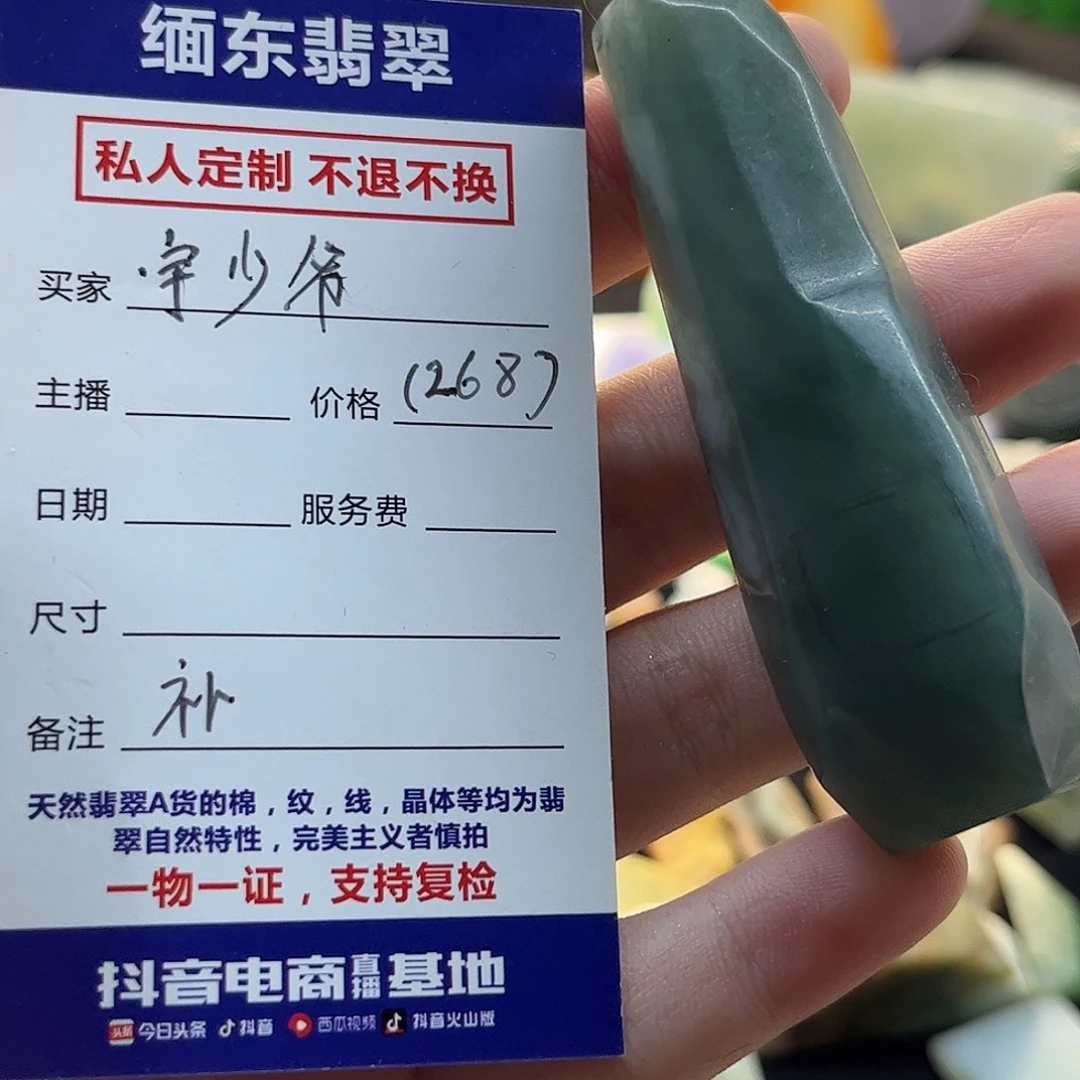 缅东翡翠
私人定制 不退不换
买家 宇少爷
主播 价格 (268)
日期 服务费
尺寸
备注 补
天然翡翠A货的棉，纹，线，晶体等均为翡
翠自然特性，完美主义者慎拍
一物一证，支持复检
抖音电商直播基地
头条 今日头条 抖音 西瓜视频 抖音火山版